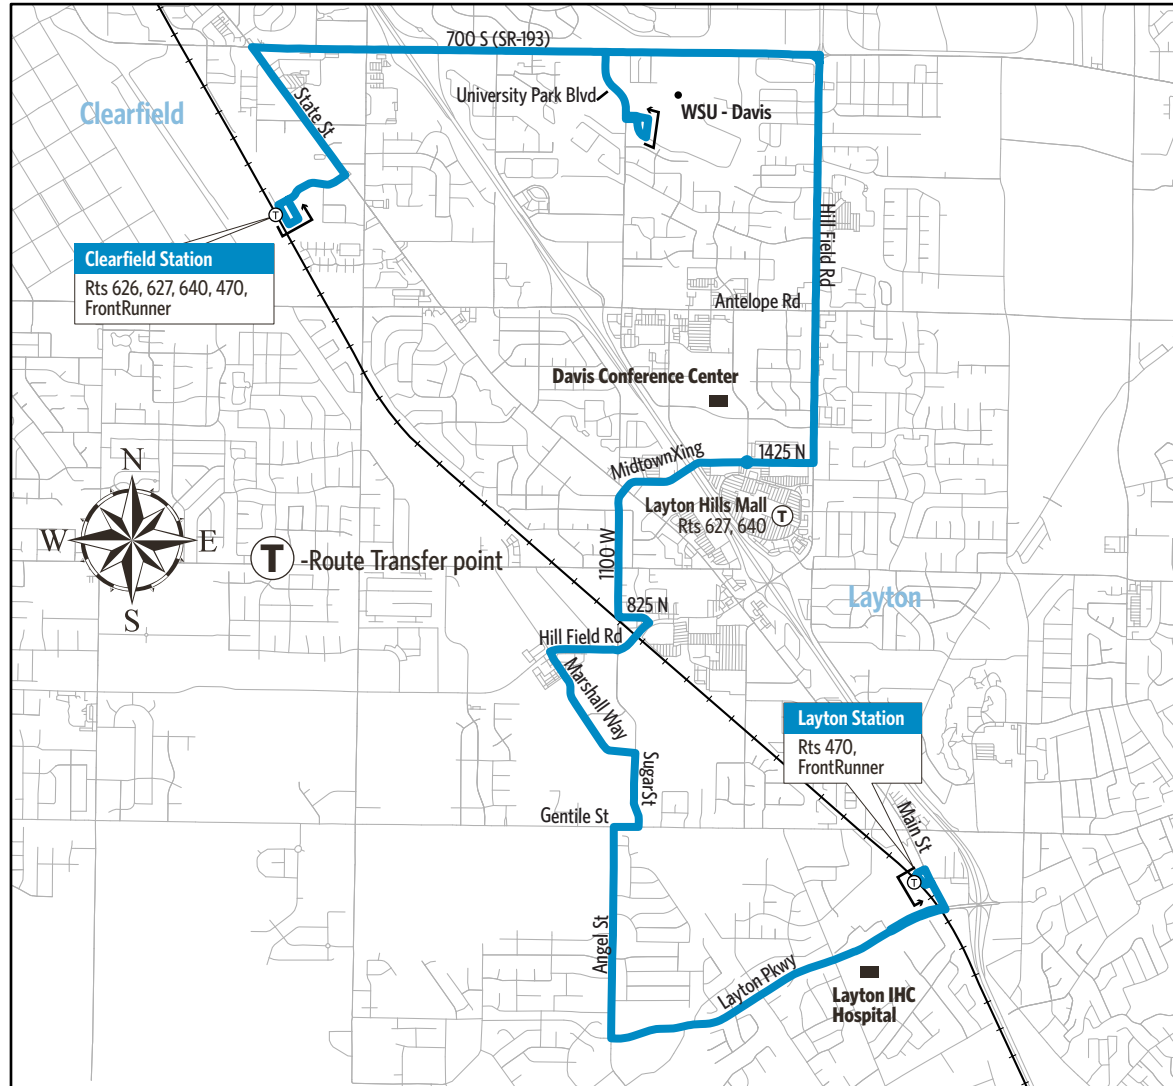 700 S (SR-193)
University Park Blvd
WSU - Davis
Clearfield
State St
Hill Field Rd
Clearfield Station
Rts 626, 627, 640, 470,
FrontRunner
T
Antelope Rd
Davis Conference Center
MidtownXing
1425 N
Layton Hills Mall
Rts 627, 640
T
N
W
E
S
T -Route Transfer point
1100 W
Layton
825 N
Hill Field Rd
Marshall Way
Layton Station
Rts 470,
FrontRunner
SugarSt
Gentile St
Main St
T
Angel St
Layton Pkwy
Layton IHC
Hospital